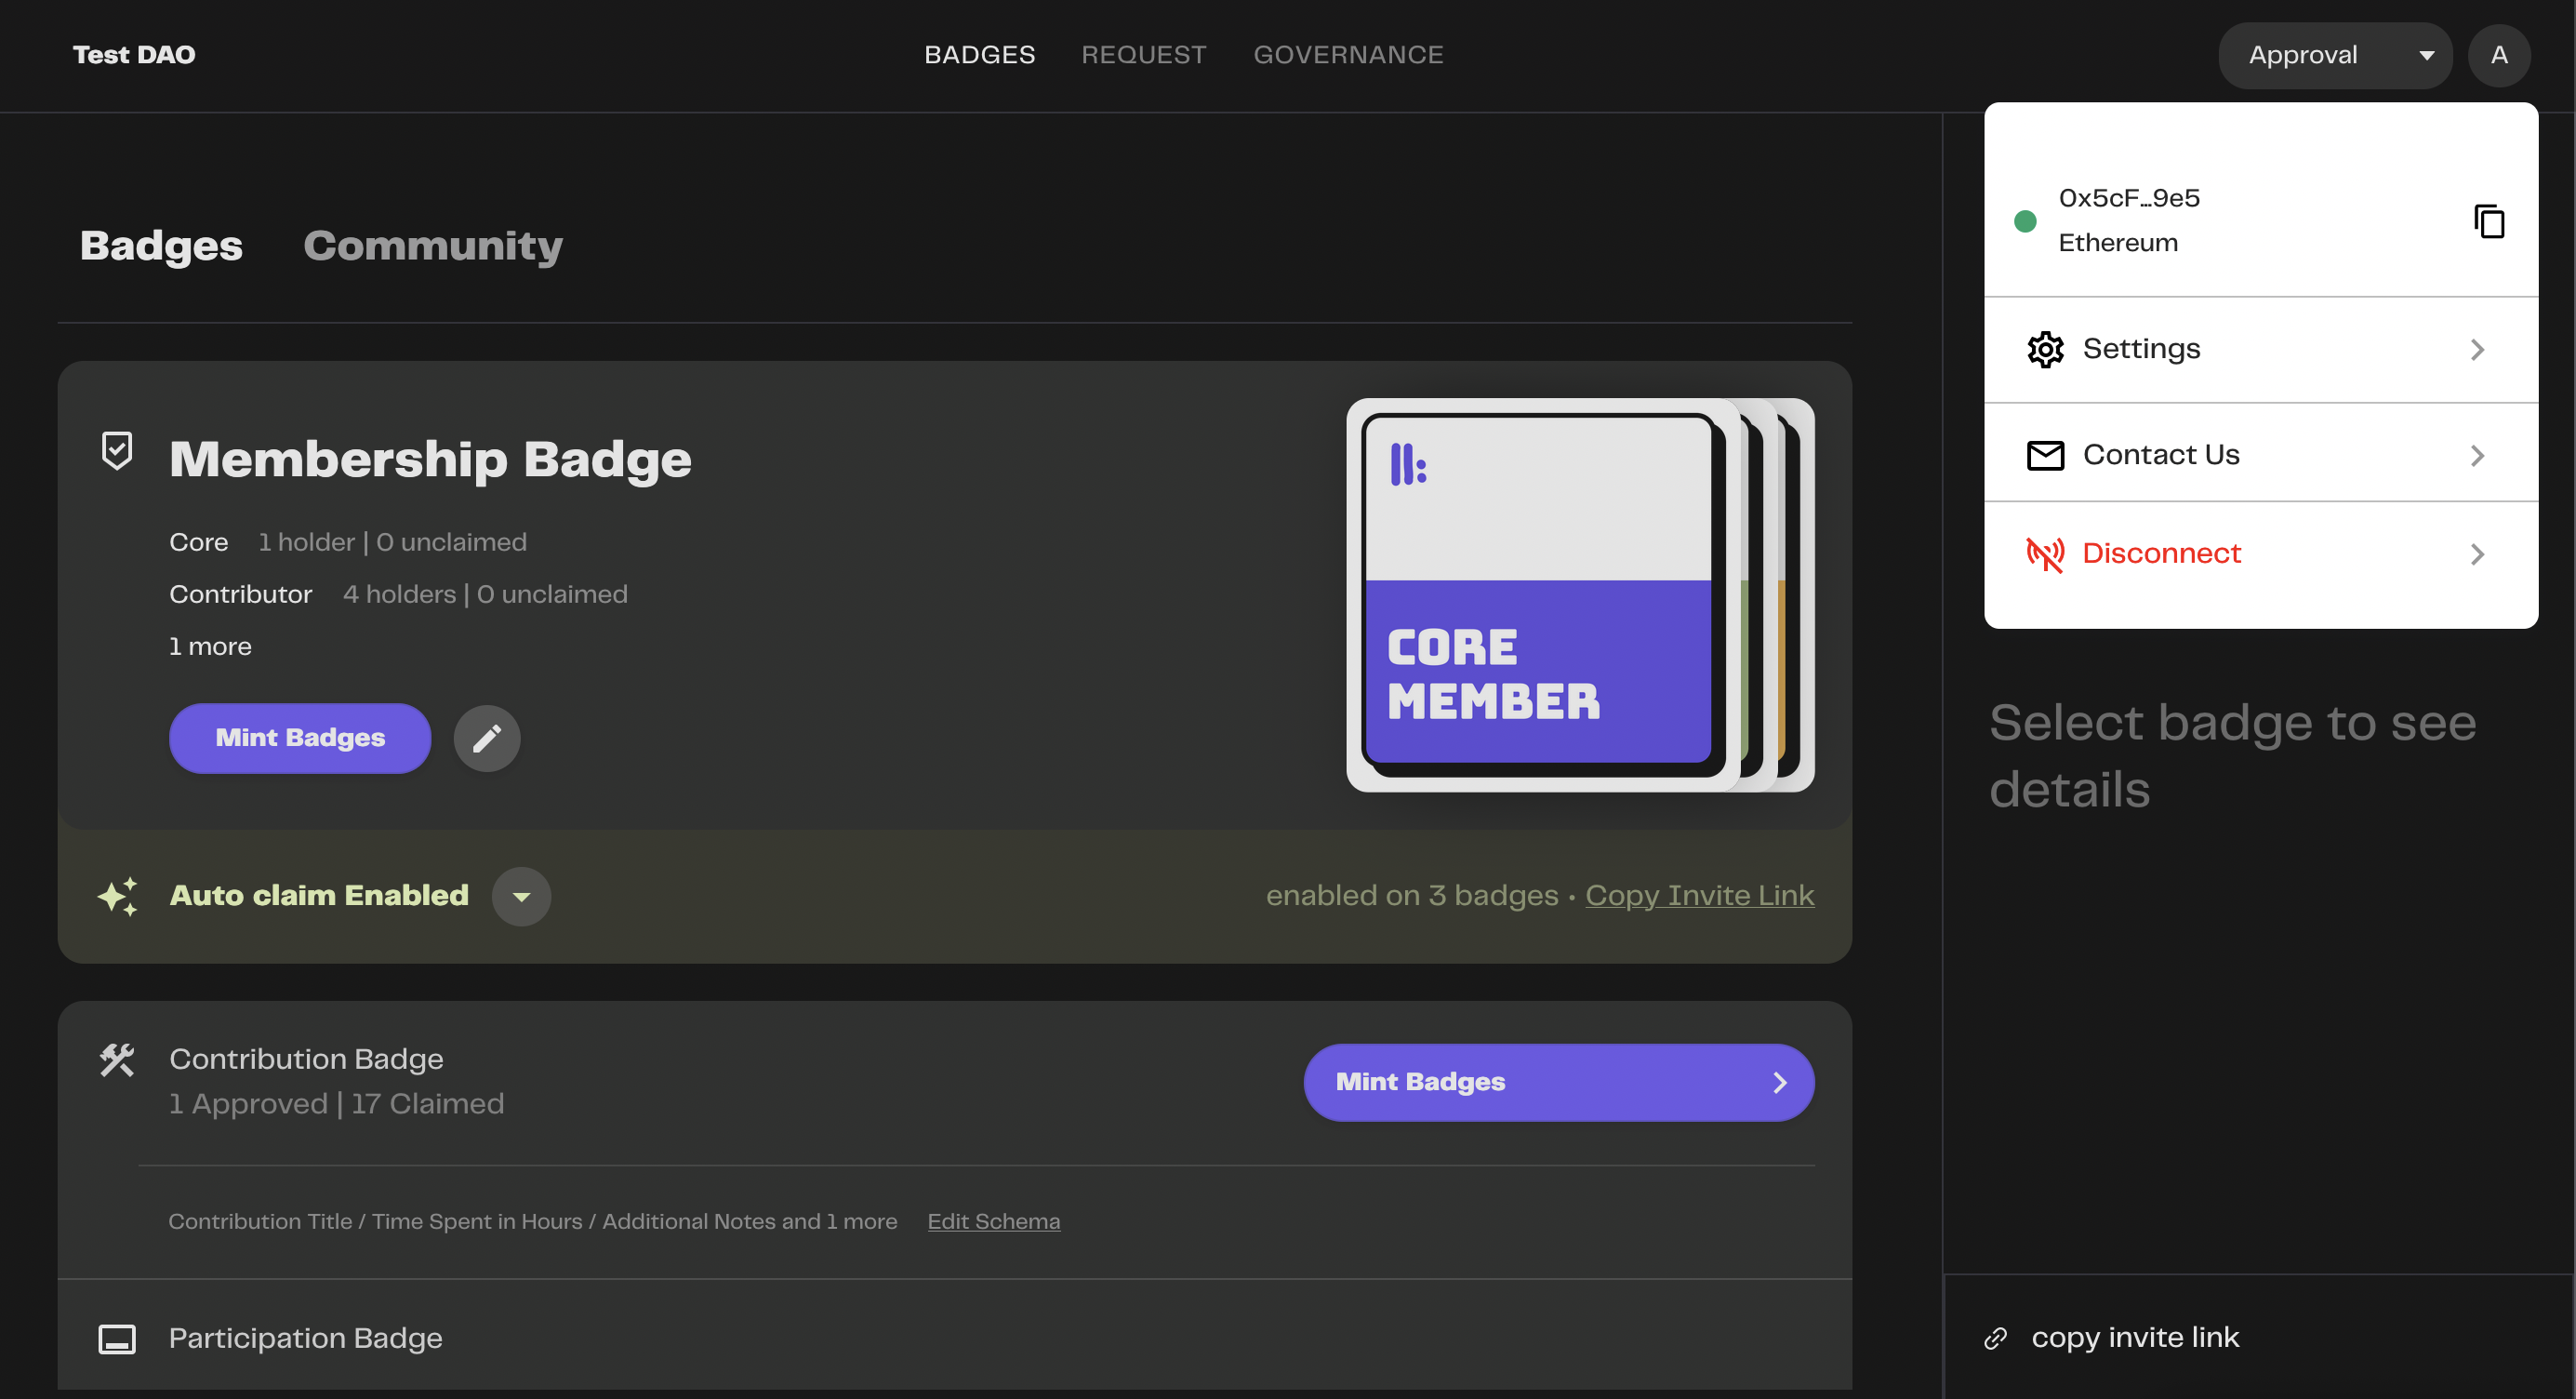 Test DAO
BADGES
REQUEST
GOVERNANCE
Approval
A
0x5cF...9e5
Ethereum
Settings
Contact Us
Disconnect
Badges
Community
Membership Badge
Core 1 holder | 0 unclaimed
Contributor 4 holders | 0 unclaimed
1 more
Mint Badges
CORE
MEMBER
Auto claim Enabled
enabled on 3 badges • Copy Invite Link
Contribution Badge
1 Approved | 17 Claimed
Mint Badges
Contribution Title / Time Spent in Hours / Additional Notes and 1 more Edit Schema
Participation Badge
Select badge to see
details
copy invite link